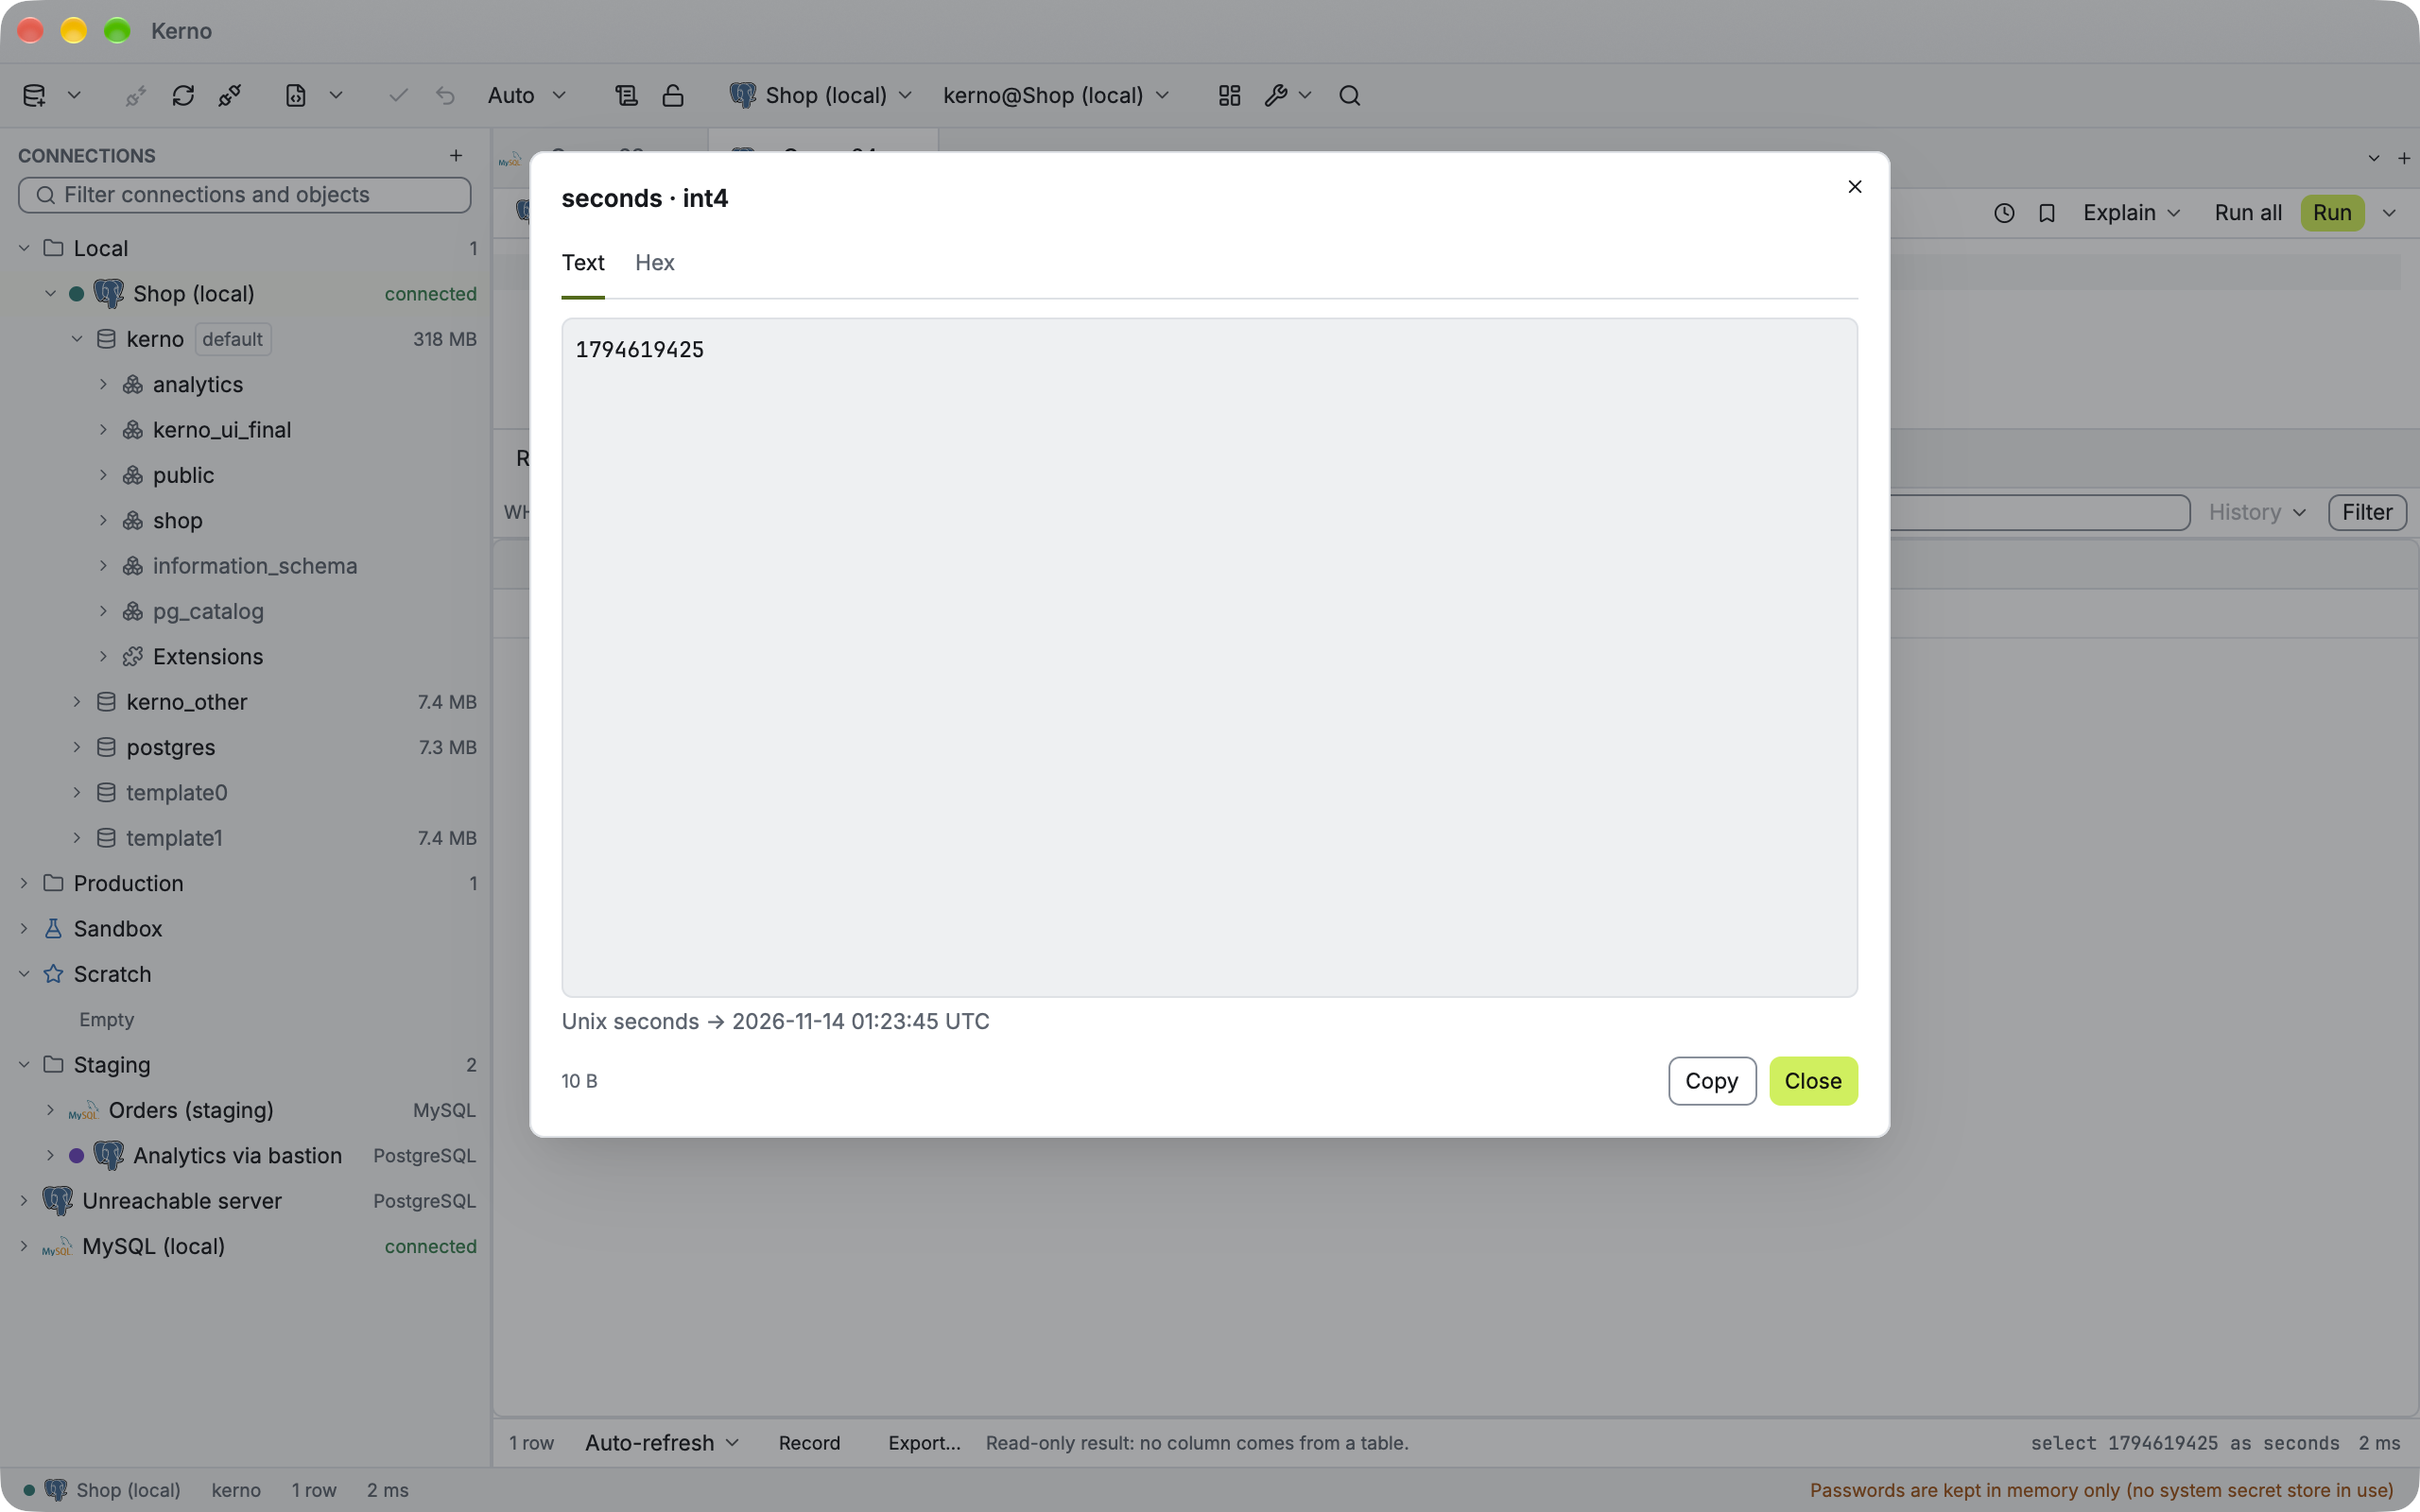 Kerno
Auto
Shop (local)
kerno@Shop (local)
CONNECTIONS
Filter connections and objects
Local 1
Shop (local) connected
kerno default 318 MB
analytics
kerno_ui_final
public
shop
information_schema
pg_catalog
Extensions
kerno_other 7.4 MB
postgres 7.3 MB
template0
template1 7.4 MB
Production 1
Sandbox
Scratch
Empty
Staging 2
MySQL Orders (staging) MySQL
Analytics via bastion PostgreSQL
Unreachable server PostgreSQL
MySQL MySQL (local) connected
MySQL
Explain
Run all
Run
History
Filter
seconds · int4
Text Hex
1794619425
Unix seconds → 2026-11-14 01:23:45 UTC
10 B
Copy
Close
1 row Auto-refresh Record Export... Read-only result: no column comes from a table. select 1794619425 as seconds 2 ms
Shop (local) kerno 1 row 2 ms Passwords are kept in memory only (no system secret store in use)